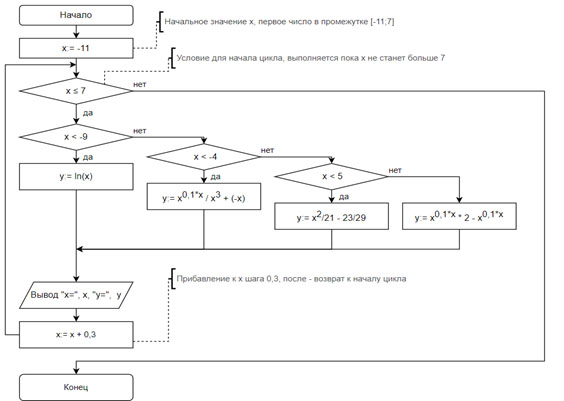 Начало
Начальное значение x, первое число в промежутке [-11;7]
x:= -11
Условие для начала цикла, выполняется пока x не станет больше 7
x ≤ 7
нет
да
x < -9
нет
да
x < -4
нет
да
x < 5
нет
да
y:= ln(x)
y:= x^0,1*x / x^3 + (-x)
y:= x^2/21 - 23/29
y:= x^0,1*x * 2 - x^0,1*x
Прибавление к x шага 0,3, после - возврат к началу цикла
Вывод "x=", x, "y=", y
x:= x + 0,3
Конец